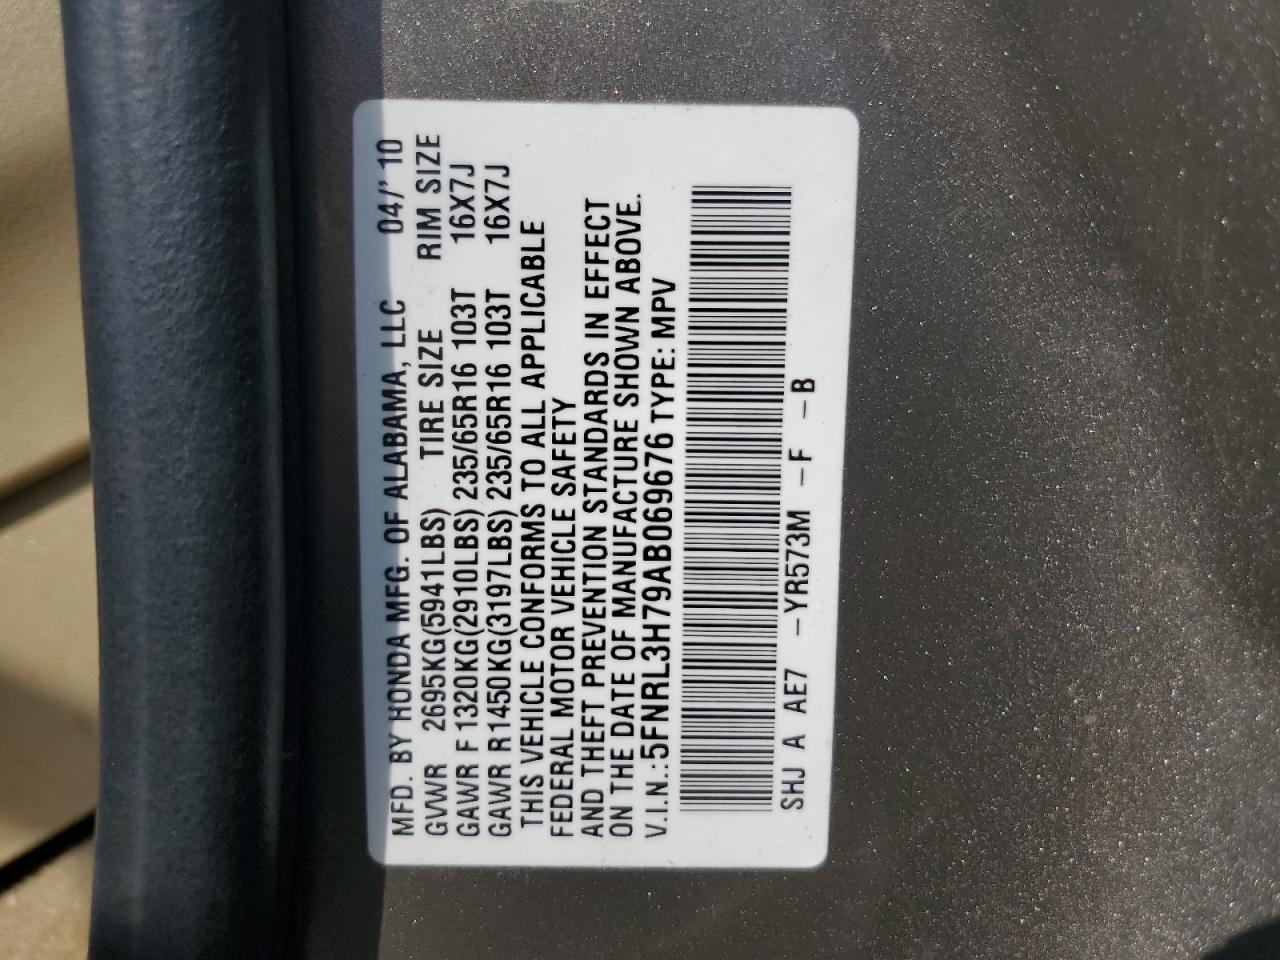 MFD. BY HONDA MFG. OF ALABAMA, LLC 04/'10
GVWR 2695KG(5941LBS) TIRE SIZE RIM SIZE
GAWR F 1320KG(2910LBS) 235/65R16 103T 16X7J
GAWR R 1450KG(3197LBS) 235/65R16 103T 16X7J
THIS VEHICLE CONFORMS TO ALL APPLICABLE
FEDERAL MOTOR VEHICLE SAFETY
AND THEFT PREVENTION STANDARDS IN EFFECT
ON THE DATE OF MANUFACTURE SHOWN ABOVE.
V.I.N.:5FNRL3H79AB069676 TYPE: MPV
SHJ A AE7 -YR573M -F -B